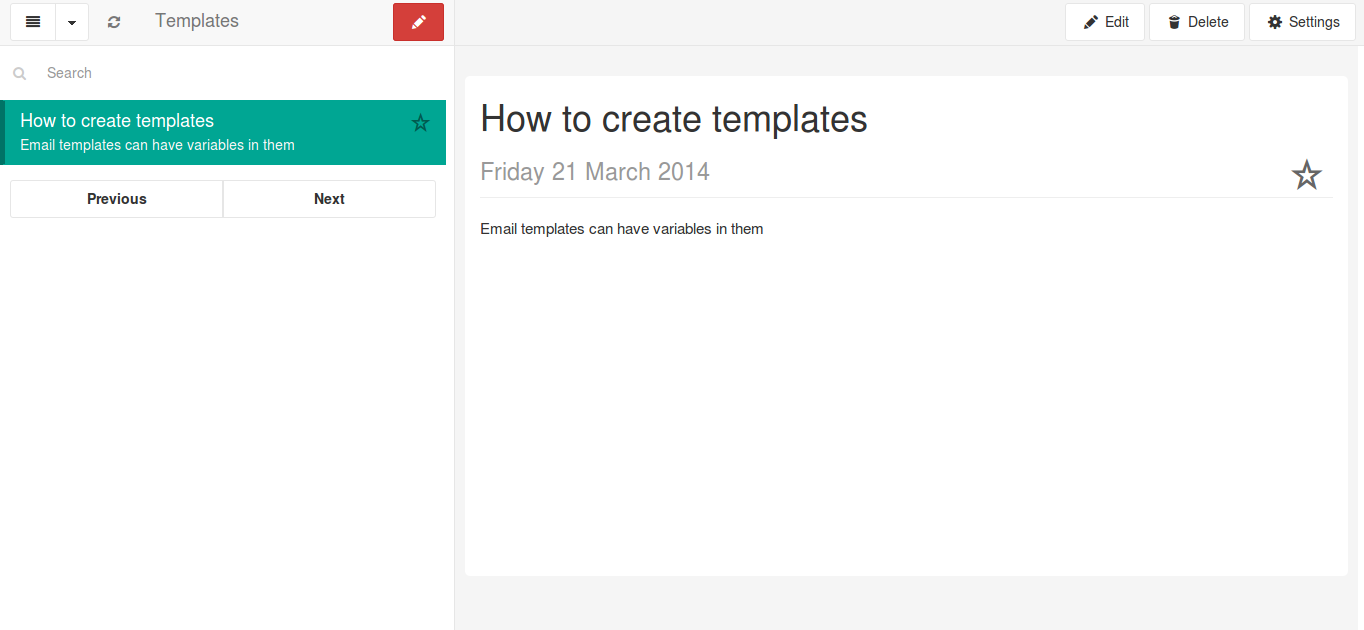 Templates
Edit
Delete
Settings
Search
How to create templates
Email templates can have variables in them
Previous
Next
How to create templates
Friday 21 March 2014
Email templates can have variables in them